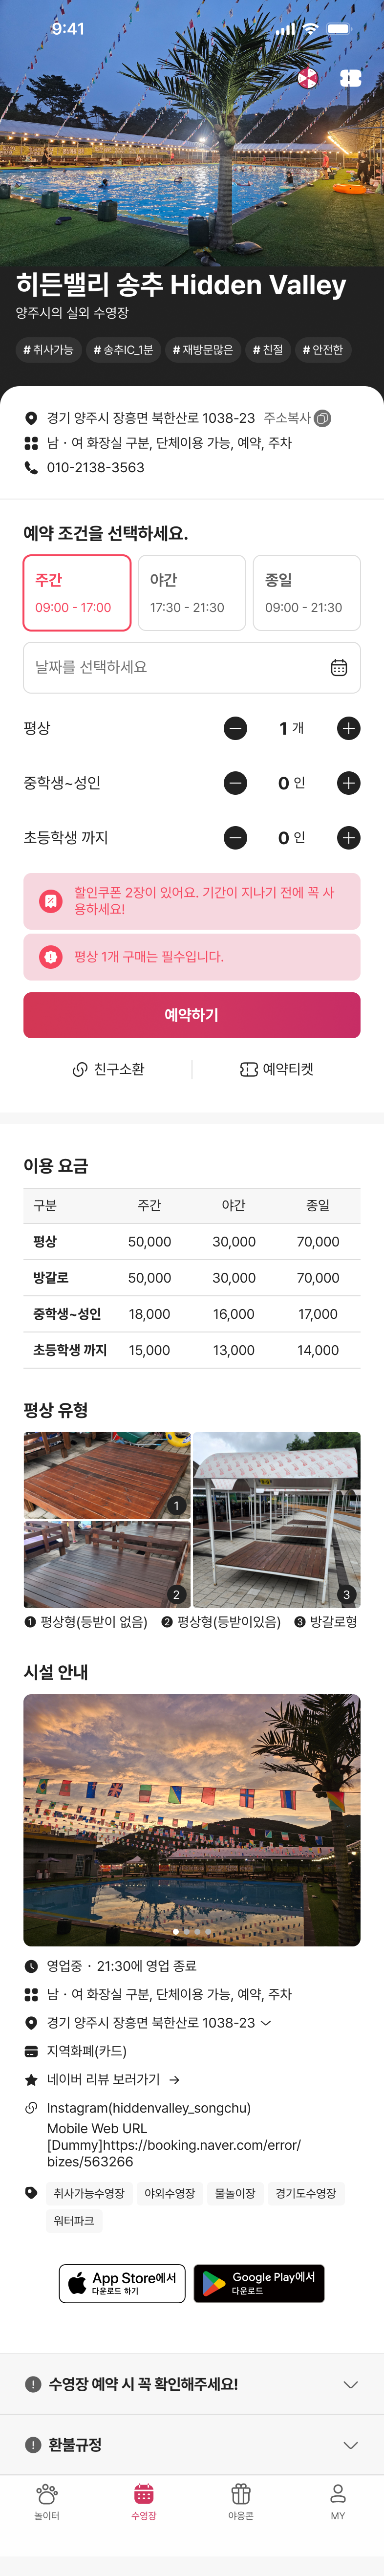 9:41
히든밸리 송추 Hidden Valley
양주시의 실외 수영장
# 취사가능 # 송추IC_1분 # 재방문많은 # 친절 # 안전한
경기 양주시 장흥면 북한산로 1038-23 주소복사
남 · 여 화장실 구분, 단체이용 가능, 예약, 주차
010-2138-3563
예약 조건을 선택하세요.
주간 야간 종일
09:00 - 17:00 17:30 - 21:30 09:00 - 21:30
날짜를 선택하세요
평상 1 개
중학생~성인 0 인
초등학생 까지 0 인
할인쿠폰 2장이 있어요. 기간이 지나기 전에 꼭 사
용하세요!
평상 1개 구매는 필수입니다.
예약하기
친구소환 예약티켓
이용 요금
구분 주간 야간 종일
평상 50,000 30,000 70,000
방갈로 50,000 30,000 70,000
중학생~성인 18,000 16,000 17,000
초등학생 까지 15,000 13,000 14,000
평상 유형
1
2
3
1 평상형(등받이 없음) 2 평상형(등받이있음) 3 방갈로형
시설 안내
영업중 · 21:30에 영업 종료
남 · 여 화장실 구분, 단체이용 가능, 예약, 주차
경기 양주시 장흥면 북한산로 1038-23
지역화폐(카드)
네이버 리뷰 보러가기 →
Instagram(hiddenvalley_songchu)
Mobile Web URL
[Dummy]https://booking.naver.com/error/
bizes/563266
취사가능수영장 야외수영장 물놀이장 경기도수영장
워터파크
App Store에서
다운로드 하기
Google Play에서
다운로드
수영장 예약 시 꼭 확인해주세요!
환불규정
놀이터 수영장 야옹콘 MY